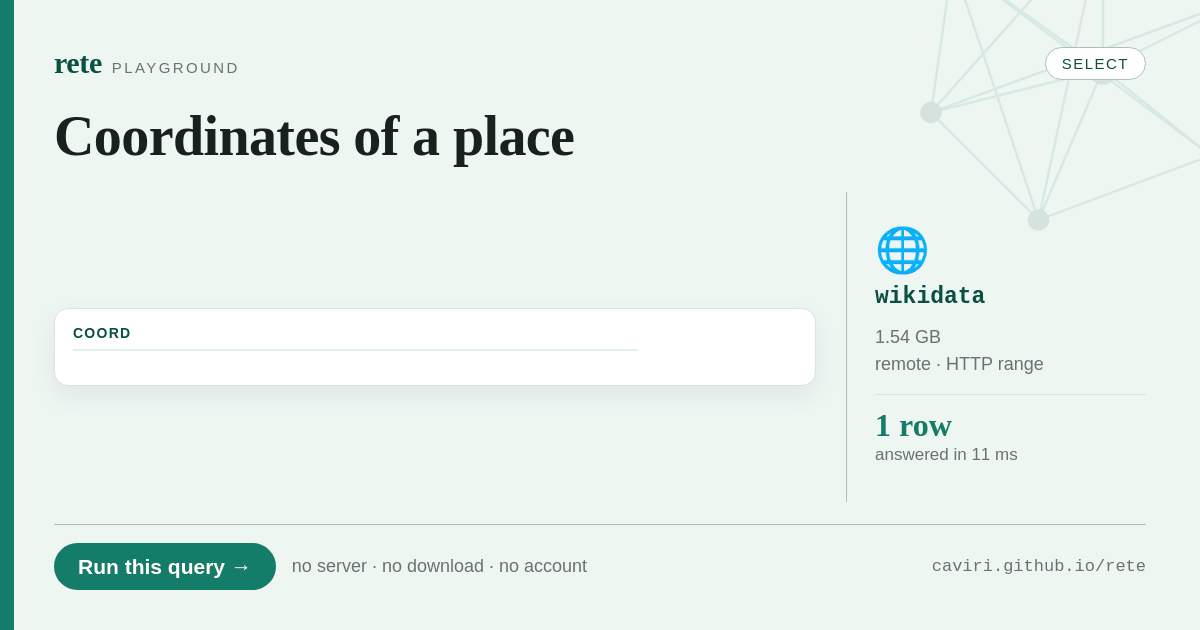 rete PLAYGROUND
SELECT
Coordinates of a place
COORD
wikidata
1.54 GB
remote · HTTP range
1 row
answered in 11 ms
Run this query →
no server · no download · no account
caviri.github.io/rete